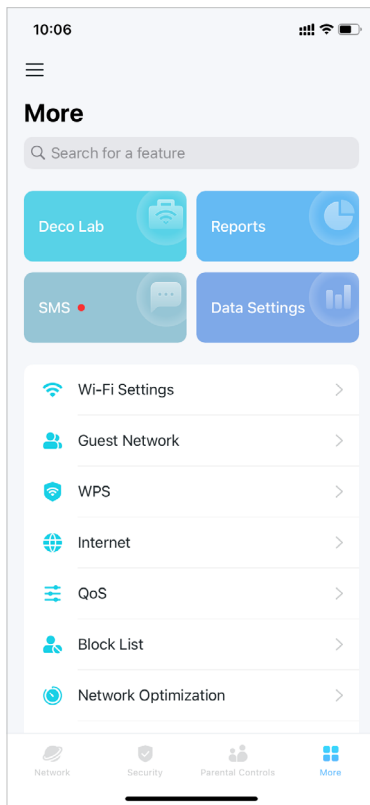 10:06
More
Search for a feature
Deco Lab
Reports
SMS
Data Settings
Wi-Fi Settings
Guest Network
WPS
Internet
QoS
Block List
Network Optimization
Network
Security
Parental Controls
More